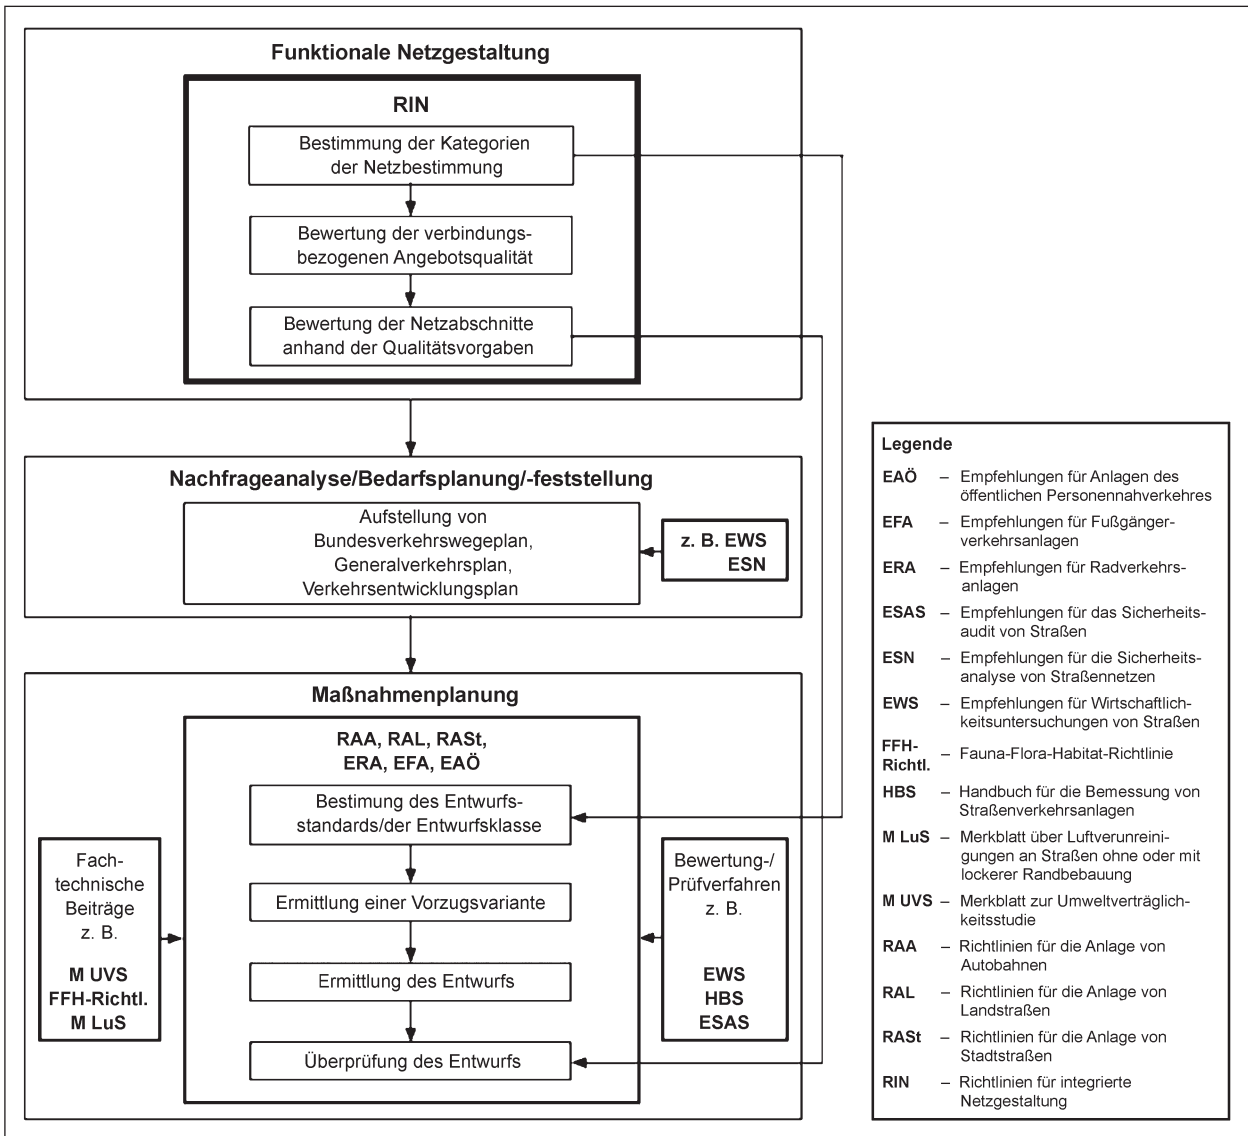 Funktionale Netzgestaltung
RIN
Bestimmung der Kategorien
der Netzbestimmung
Bewertung der verbindungs-
bezogenen Angebotsqualität
Bewertung der Netzabschnitte
anhand der Qualitätsvorgaben
Nachfrageanalyse/Bedarfsplanung/-feststellung
Aufstellung von
Bundesverkehrswegeplan,
Generalverkehrsplan,
Verkehrsentwicklungsplan
z. B. EWS
ESN
Maßnahmenplanung
RAA, RAL, RASt,
ERA, EFA, EAÖ
Bestimung des Entwurfs-
standards/der Entwurfsklasse
Ermittlung einer Vorzugsvariante
Ermittlung des Entwurfs
Überprüfung des Entwurfs
Fach-
technische
Beiträge
z. B.
M UVS
FFH-Richtl.
M LuS
Bewertung-/
Prüfverfahren
z. B.
EWS
HBS
ESAS
Legende
EAÖ – Empfehlungen für Anlagen des
öffentlichen Personennahverkehres
EFA – Empfehlungen für Fußgänger-
verkehrsanlagen
ERA – Empfehlungen für Radverkehrs-
anlagen
ESAS – Empfehlungen für das Sicherheits-
audit von Straßen
ESN – Empfehlungen für die Sicherheits-
analyse von Straßennetzen
EWS – Empfehlungen für Wirtschaftlich-
keitsuntersuchungen von Straßen
FFH-
Richtl. – Fauna-Flora-Habitat-Richtlinie
HBS – Handbuch für die Bemessung von
Straßenverkehrsanlagen
M LuS – Merkblatt über Luftverunreini-
gungen an Straßen ohne oder mit
lockerer Randbebauung
M UVS – Merkblatt zur Umweltverträglich-
keitsstudie
RAA – Richtlinien für die Anlage von
Autobahnen
RAL – Richtlinien für die Anlage von
Landstraßen
RASt – Richtlinien für die Anlage von
Stadtstraßen
RIN – Richtlinien für integrierte
Netzgestaltung